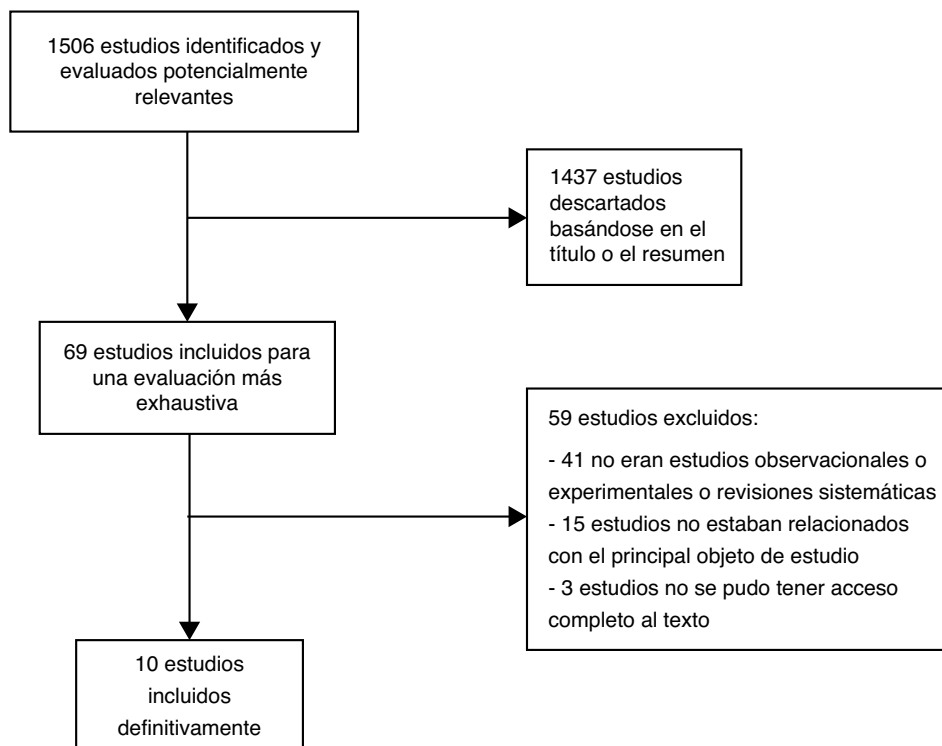 1506 estudios identificados y
evaluados potencialmente
relevantes
1437 estudios
descartados
basándose en el
título o el resumen
69 estudios incluidos para
una evaluación más
exhaustiva
59 estudios excluidos:
- 41 no eran estudios observacionales o
experimentales o revisiones sistemáticas
- 15 estudios no estaban relacionados
con el principal objeto de estudio
- 3 estudios no se pudo tener acceso
completo al texto
10 estudios
incluidos
definitivamente